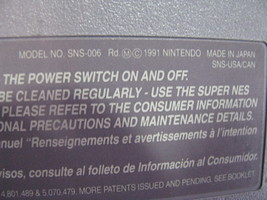 MODEL NO. SNS-006 Rd. Ⓜ Ⓒ 1991 NINTENDO MADE IN JAPAN
SNS-USA/CAN
THE POWER SWITCH ON AND OFF.
BE CLEANED REGULARLY - USE THE SUPER NES
PLEASE REFER TO THE CONSUMER INFORMATION
ONAL PRECAUTIONS AND MAINTENANCE DETAILS.
anuel "Renseignements et avertissements à l'intention
visos, consulta al folleto de Información al Consumidor.
4,801,489 & 5,070,479. MORE PATENTS ISSUED AND PENDING. SEE BOOKLET